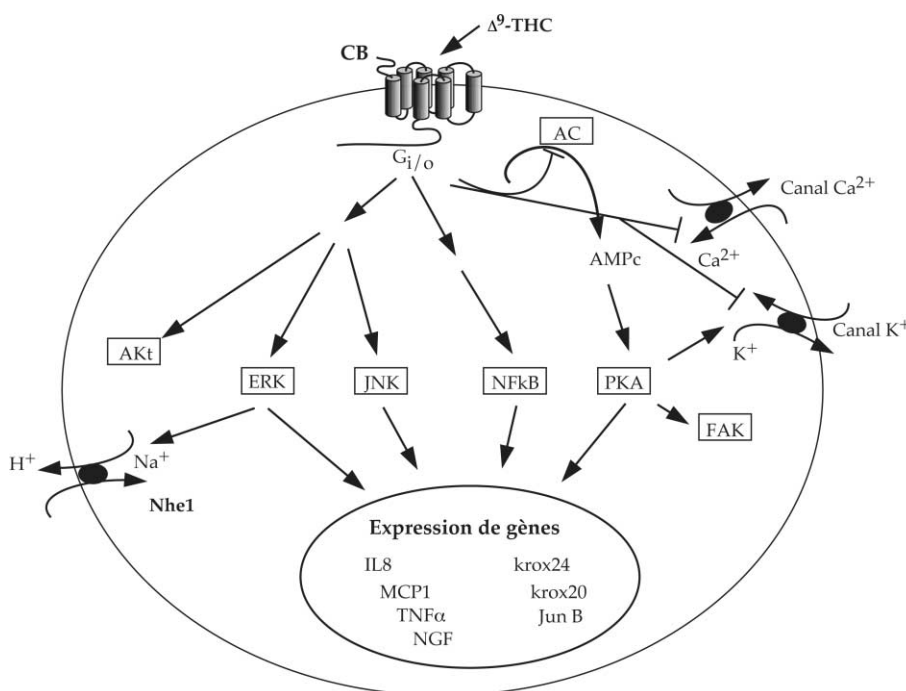 Δ⁹-THC
CB
AC
Gi/o
Canal Ca²⁺
AMPc
Ca²⁺
Canal K⁺
K⁺
AKt
ERK
JNK
NFkB
PKA
FAK
H⁺
Na⁺
Nhe1
Expression de gènes
IL8 krox24
MCP1 krox20
TNFα Jun B
NGF